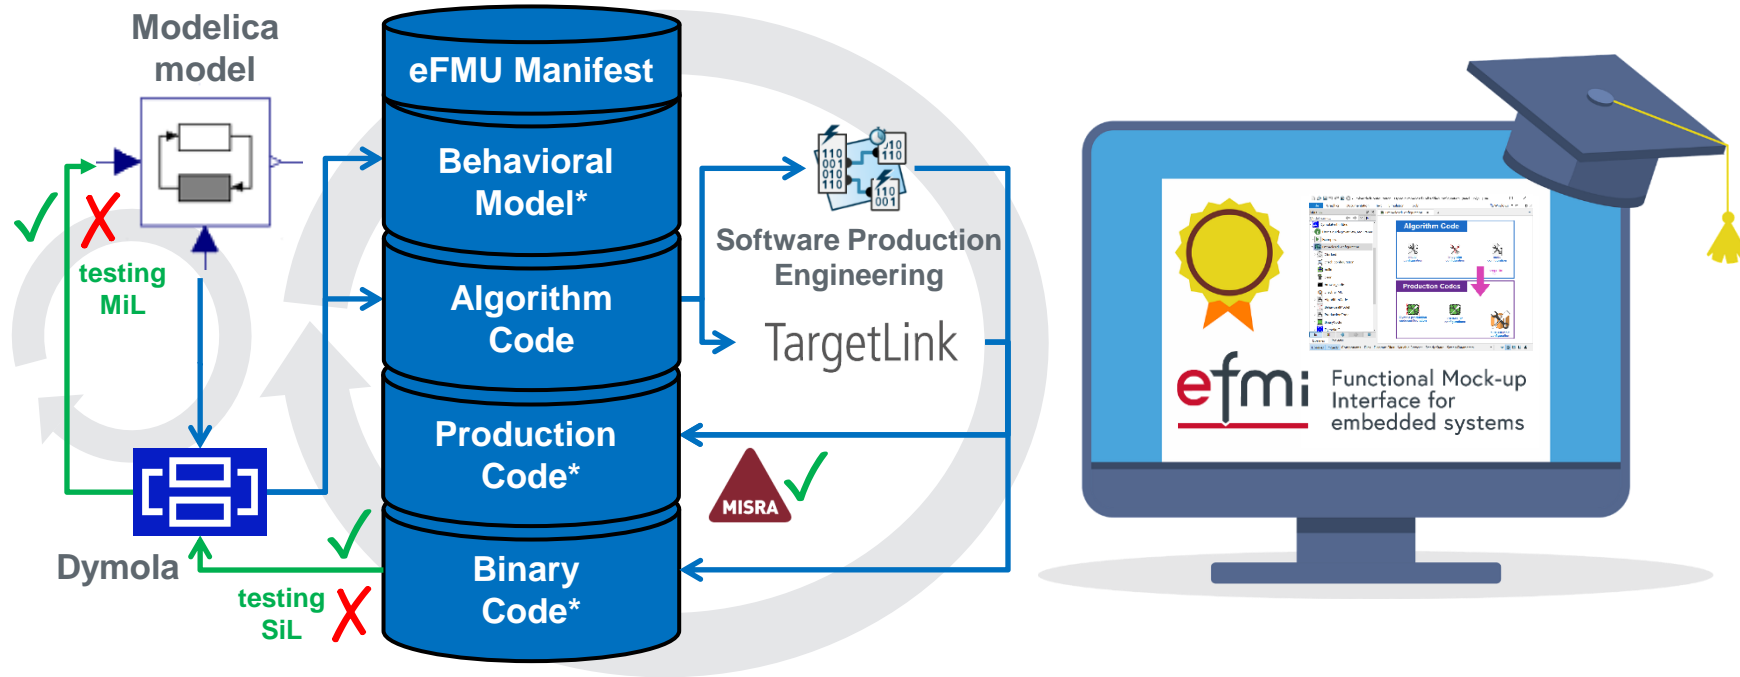 Modelica
model
testing
MiL
Dymola
testing
SiL
eFMU Manifest
Behavioral
Model*
Algorithm
Code
Production
Code*
Binary
Code*
110
001
010
110
010
110
110
001
Software Production
Engineering
TargetLink
MISRA
Algorithm Code
Production Codes
efmi
Functional Mock-up
Interface for
embedded systems